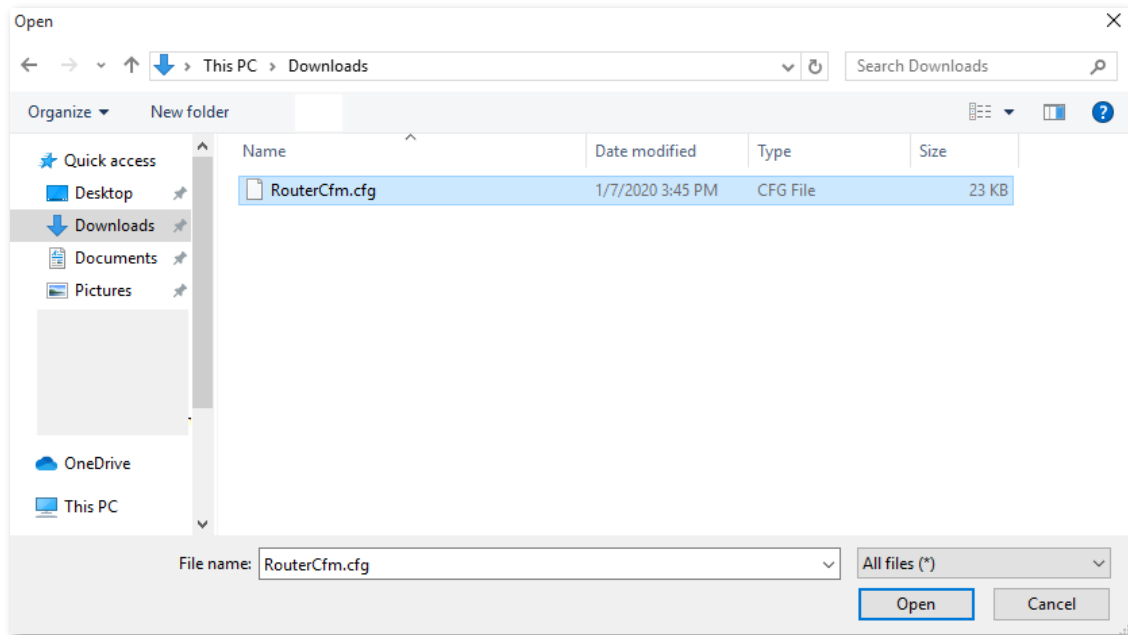 Open
This PC > Downloads
Search Downloads
Organize
New folder
Name
Date modified
Type
Size
Quick access
Desktop
Downloads
Documents
Pictures
OneDrive
This PC
RouterCfm.cfg
1/7/2020 3:45 PM
CFG File
23 KB
File name:
RouterCfm.cfg
All files (*)
Open
Cancel